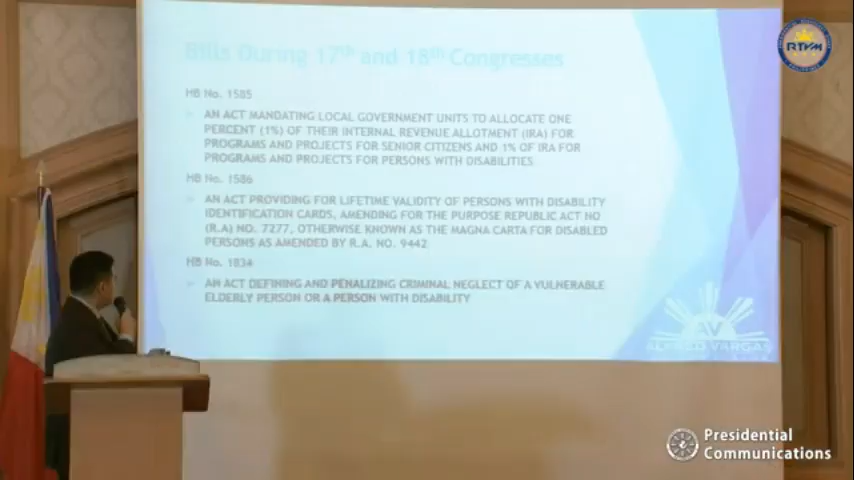 Bills During 17th and 18th Congresses
HB No. 1585
AN ACT MANDATING LOCAL GOVERNMENT UNITS TO ALLOCATE ONE
PERCENT (1%) OF THEIR INTERNAL REVENUE ALLOTMENT (IRA) FOR
PROGRAMS AND PROJECTS FOR SENIOR CITIZENS AND 1% OF IRA FOR
PROGRAMS AND PROJECTS FOR PERSONS WITH DISABILITIES
HB No. 1586
AN ACT PROVIDING FOR LIFETIME VALIDITY OF PERSONS WITH DISABILITY
IDENTIFICATION CARDS, AMENDING FOR THE PURPOSE REPUBLIC ACT NO
(R.A) NO. 7277, OTHERWISE KNOWN AS THE MAGNA CARTA FOR DISABLED
PERSONS AS AMENDED BY R.A. NO. 9442
HB No. 1834
AN ACT DEFINING AND PENALIZING CRIMINAL NEGLECT OF A VULNERABLE
ELDERLY PERSON OR A PERSON WITH DISABILITY
AV
ALFRED VARGAS
RTVM
Presidential
Communications